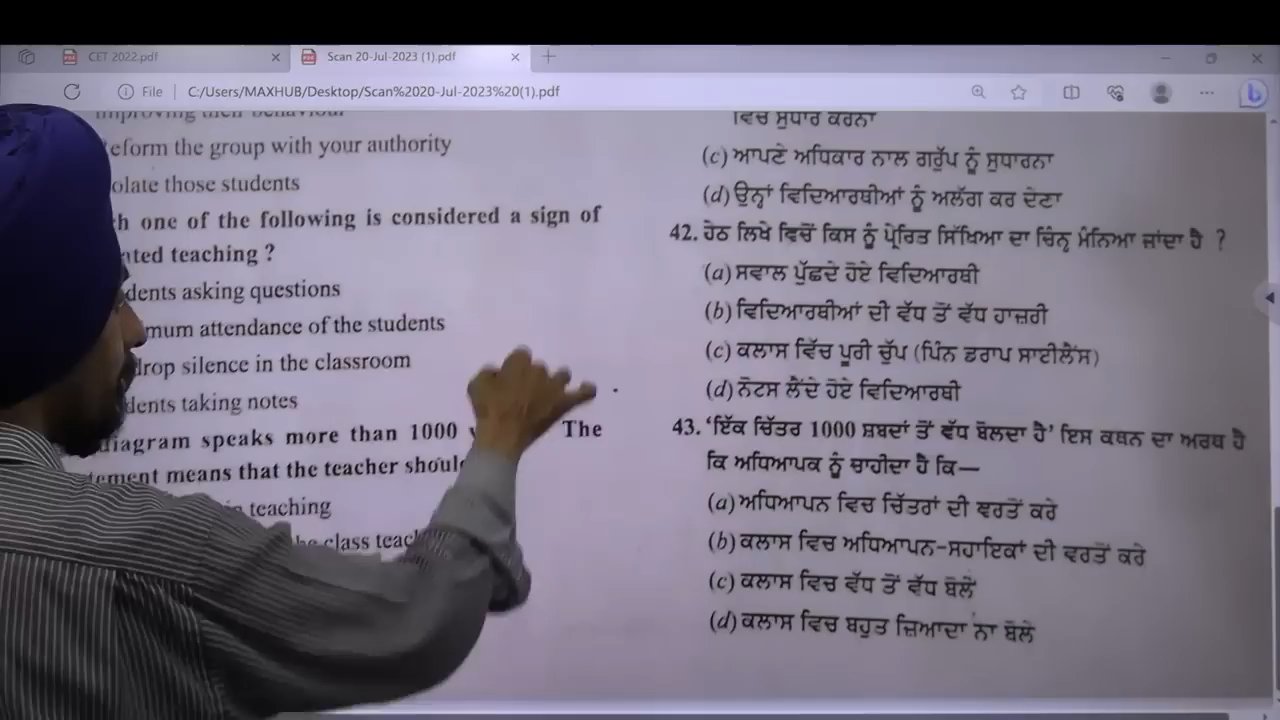 CET 2022.pdf
Scan 20-Jul-2023 (1).pdf
File
C:/Users/MAXHUB/Desktop/Scan%2020-Jul-2023%20(1).pdf
improving their behaviour
eform the group with your authority
olate those students
h one of the following is considered a sign of
ated teaching ?
dents asking questions
mum attendance of the students
drop silence in the classroom
dents taking notes
diagram speaks more than 1000 The
tement means that the teacher shoul
teaching
he class teac
ਵਿਚ ਸੁਧਾਰ ਕਰਨਾ
(c) ਆਪਣੇ ਅਧਿਕਾਰ ਨਾਲ ਗਰੁੱਪ ਨੂੰ ਸੁਧਾਰਨਾ
(d) ਉਨ੍ਹਾਂ ਵਿਦਿਆਰਥੀਆਂ ਨੂੰ ਅਲੱਗ ਕਰ ਦੇਣਾ
42. ਹੇਠ ਲਿਖੇ ਵਿਚੋਂ ਕਿਸ ਨੂੰ ਪ੍ਰੇਰਿਤ ਸਿੱਖਿਆ ਦਾ ਚਿੰਨ੍ਹ ਮੰਨਿਆ ਜਾਂਦਾ ਹੈ ?
(a) ਸਵਾਲ ਪੁੱਛਦੇ ਹੋਏ ਵਿਦਿਆਰਥੀ
(b) ਵਿਦਿਆਰਥੀਆਂ ਦੀ ਵੱਧ ਤੋਂ ਵੱਧ ਹਾਜ਼ਰੀ
(c) ਕਲਾਸ ਵਿੱਚ ਪੂਰੀ ਚੁੱਪ (ਪਿੰਨ ਡਰਾਪ ਸਾਈਲੈਂਸ)
(d) ਨੋਟਸ ਲੈਂਦੇ ਹੋਏ ਵਿਦਿਆਰਥੀ
43. ‘ਇੱਕ ਚਿੱਤਰ 1000 ਸ਼ਬਦਾਂ ਤੋਂ ਵੱਧ ਬੋਲਦਾ ਹੈ’ ਇਸ ਕਥਨ ਦਾ ਅਰਥ ਹੈ
ਕਿ ਅਧਿਆਪਕ ਨੂੰ ਚਾਹੀਦਾ ਹੈ ਕਿ—
(a) ਅਧਿਆਪਨ ਵਿਚ ਚਿੱਤਰਾਂ ਦੀ ਵਰਤੋਂ ਕਰੇ
(b) ਕਲਾਸ ਵਿਚ ਅਧਿਆਪਨ-ਸਹਾਇਕਾਂ ਦੀ ਵਰਤੋਂ ਕਰੇ
(c) ਕਲਾਸ ਵਿਚ ਵੱਧ ਤੋਂ ਵੱਧ ਬੋਲੇਂ
(d) ਕਲਾਸ ਵਿਚ ਬਹੁਤ ਜ਼ਿਆਦਾ ਨਾ ਬੋਲੇ